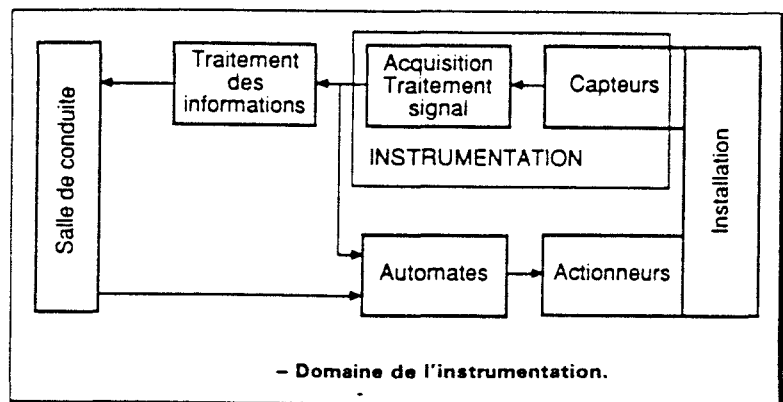 Salle de conduite
Traitement
des
informations
Acquisition
Traitement
signal
Capteurs
INSTRUMENTATION
Installation
Automates
Actionneurs
– Domaine de l'instrumentation.